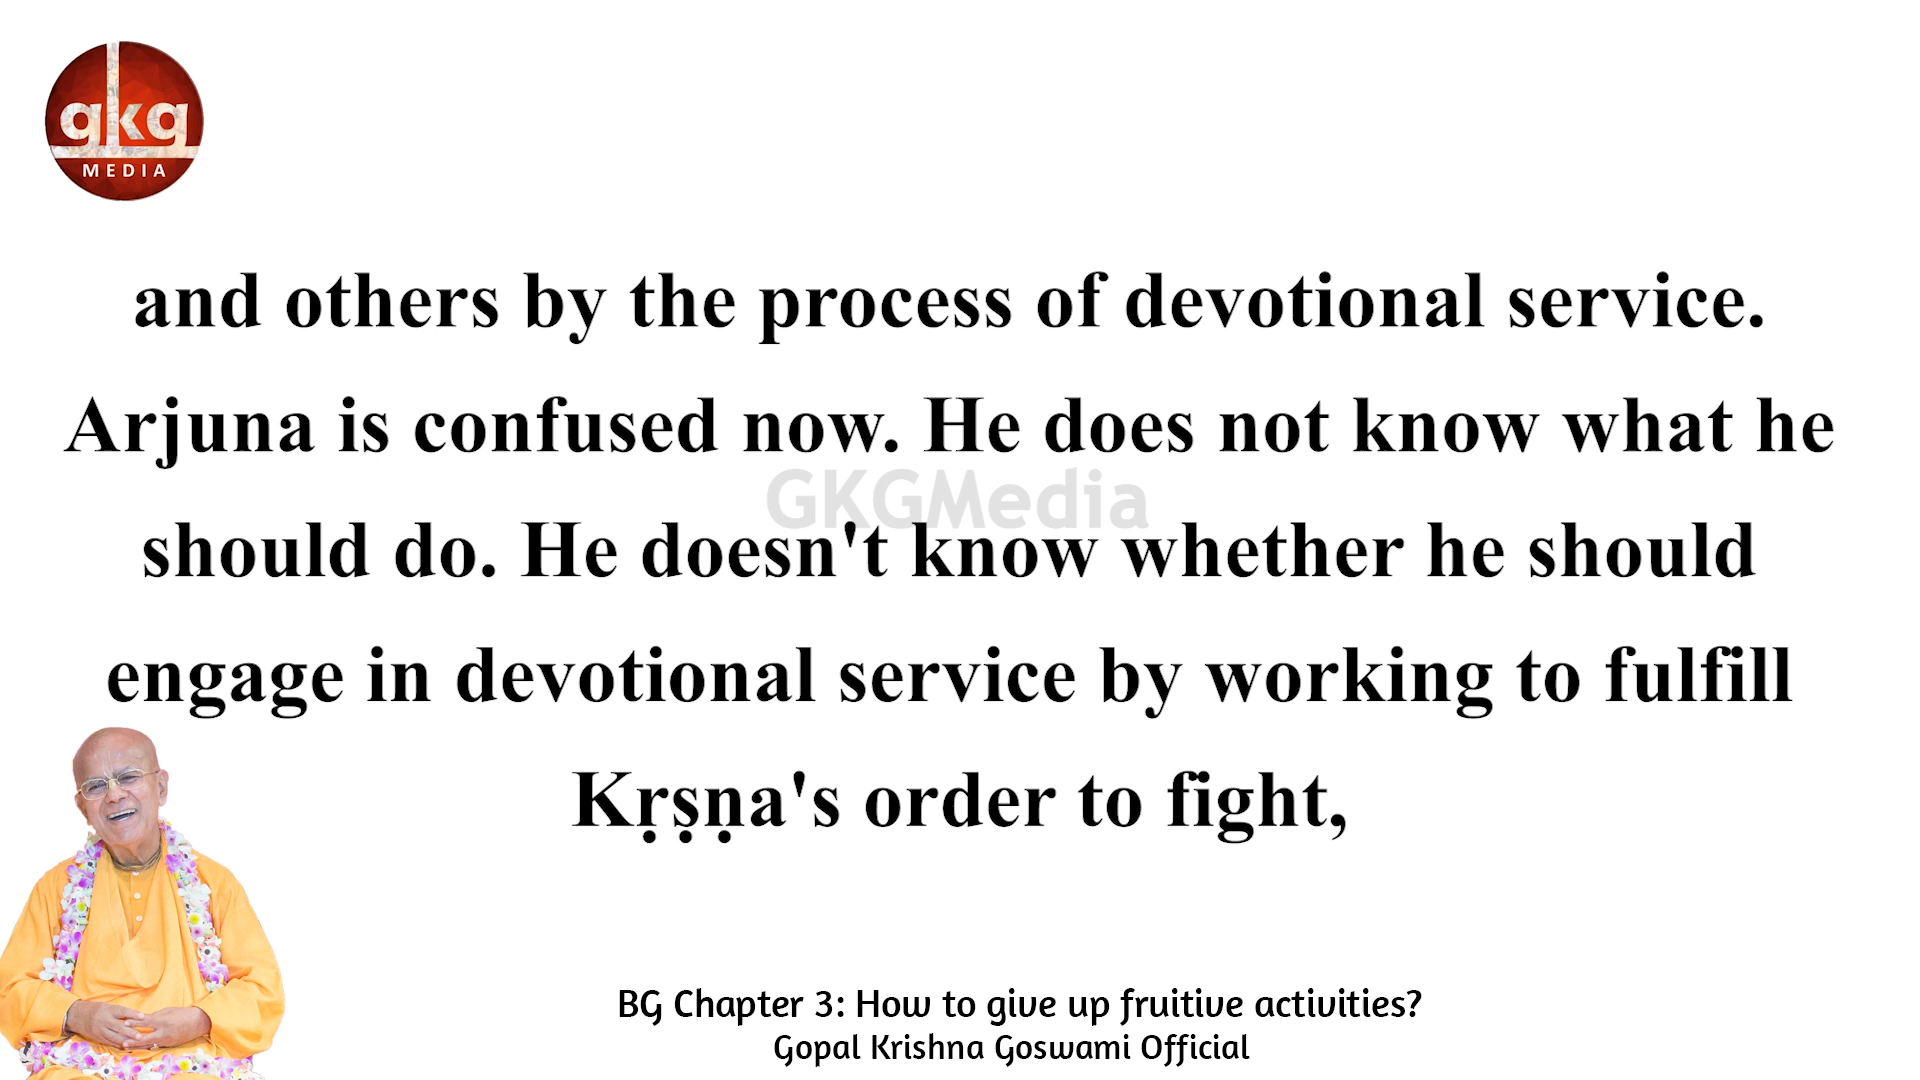 gkg
MEDIA
and others by the process of devotional service.
Arjuna is confused now. He does not know what he
GKGMedia
should do. He doesn't know whether he should
engage in devotional service by working to fulfill
Kṛṣṇa's order to fight,
BG Chapter 3: How to give up fruitive activities?
Gopal Krishna Goswami Official